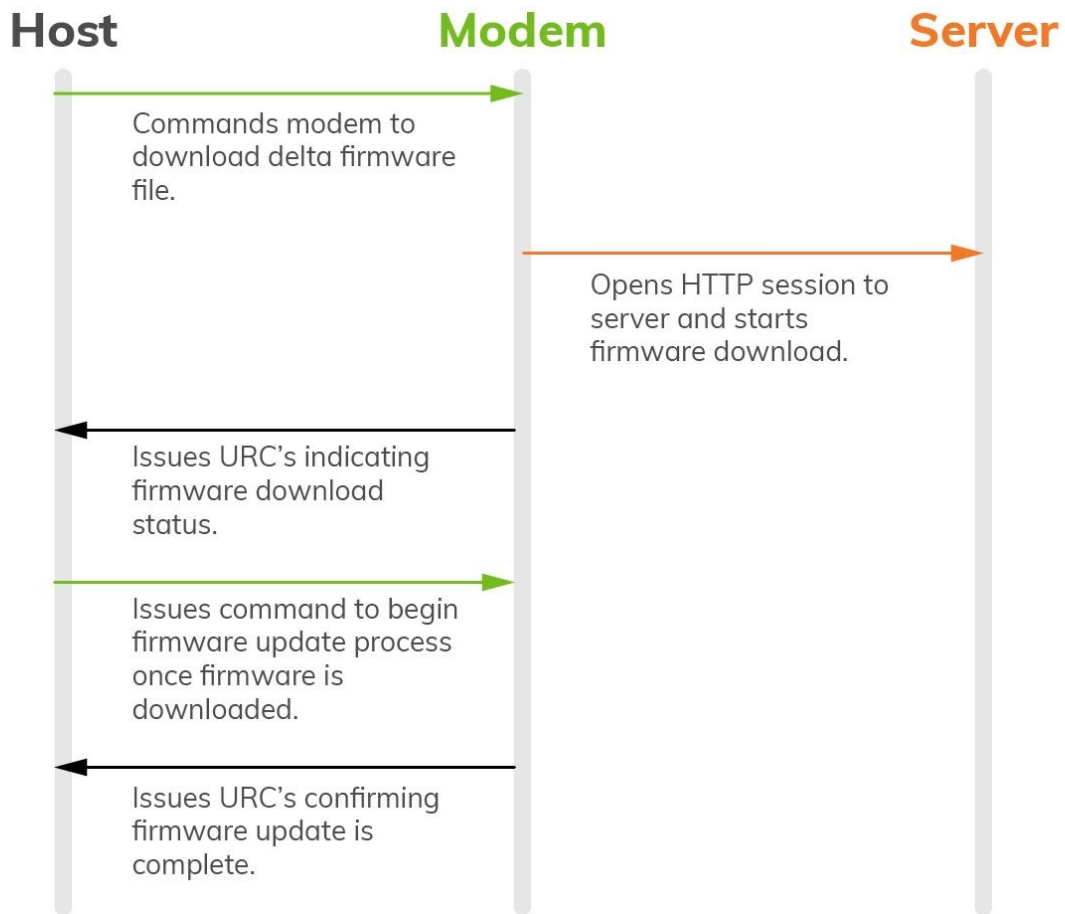 Host
Modem
Server
Commands modem to
download delta firmware
file.
Opens HTTP session to
server and starts
firmware download.
Issues URC’s indicating
firmware download
status.
Issues command to begin
firmware update process
once firmware is
downloaded.
Issues URC’s confirming
firmware update is
complete.